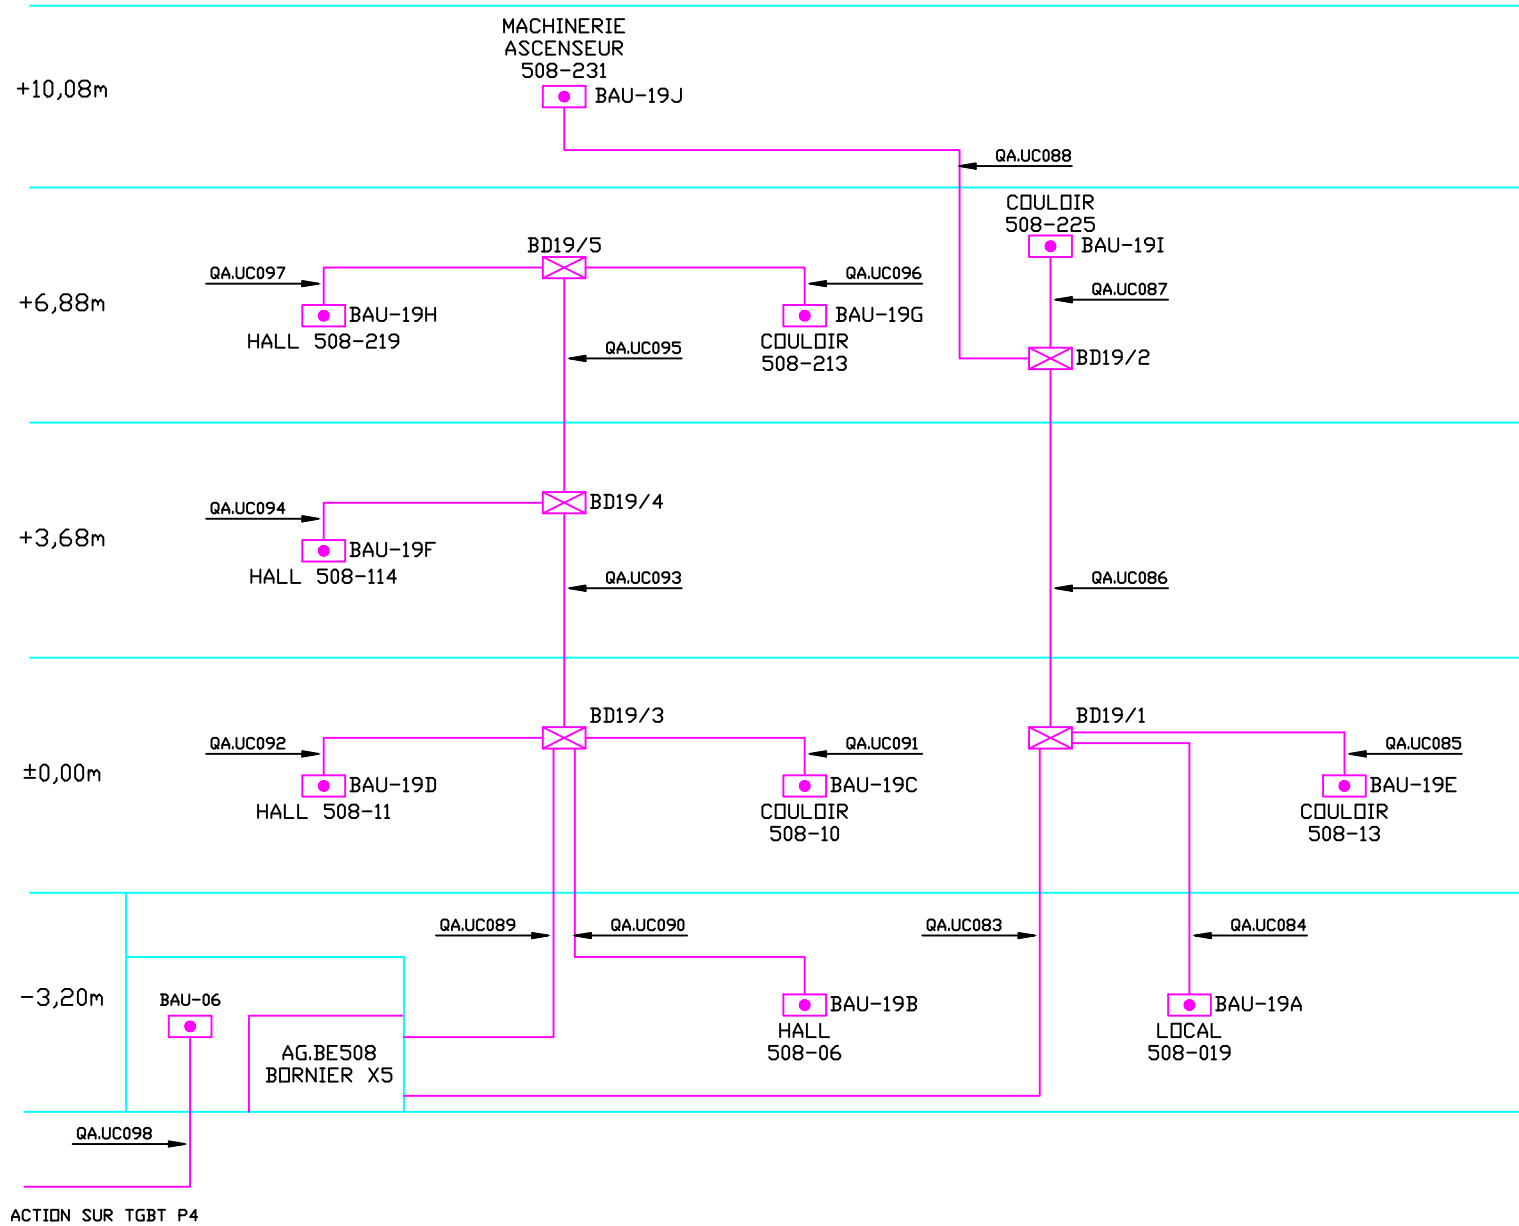 MACHINERIE
ASCENSEUR
508-231
+10,08m
BAU-19J
QA.UC088
COULOIR
508-225
BAU-19I
BD19/5
QA.UC097
QA.UC096
QA.UC087
+6,88m
BAU-19H
BAU-19G
HALL 508-219
COULOIR
508-213
QA.UC095
BD19/2
QA.UC094
BD19/4
+3,68m
BAU-19F
HALL 508-114
QA.UC093
QA.UC086
BD19/3
BD19/1
QA.UC092
QA.UC091
QA.UC085
±0,00m
BAU-19D
BAU-19C
BAU-19E
HALL 508-11
COULOIR
508-10
COULOIR
508-13
QA.UC089
QA.UC090
QA.UC083
QA.UC084
-3,20m
BAU-06
BAU-19B
BAU-19A
HALL
508-06
LOCAL
508-019
AG.BE508
BORNIER X5
QA.UC098
ACTION SUR TGBT P4